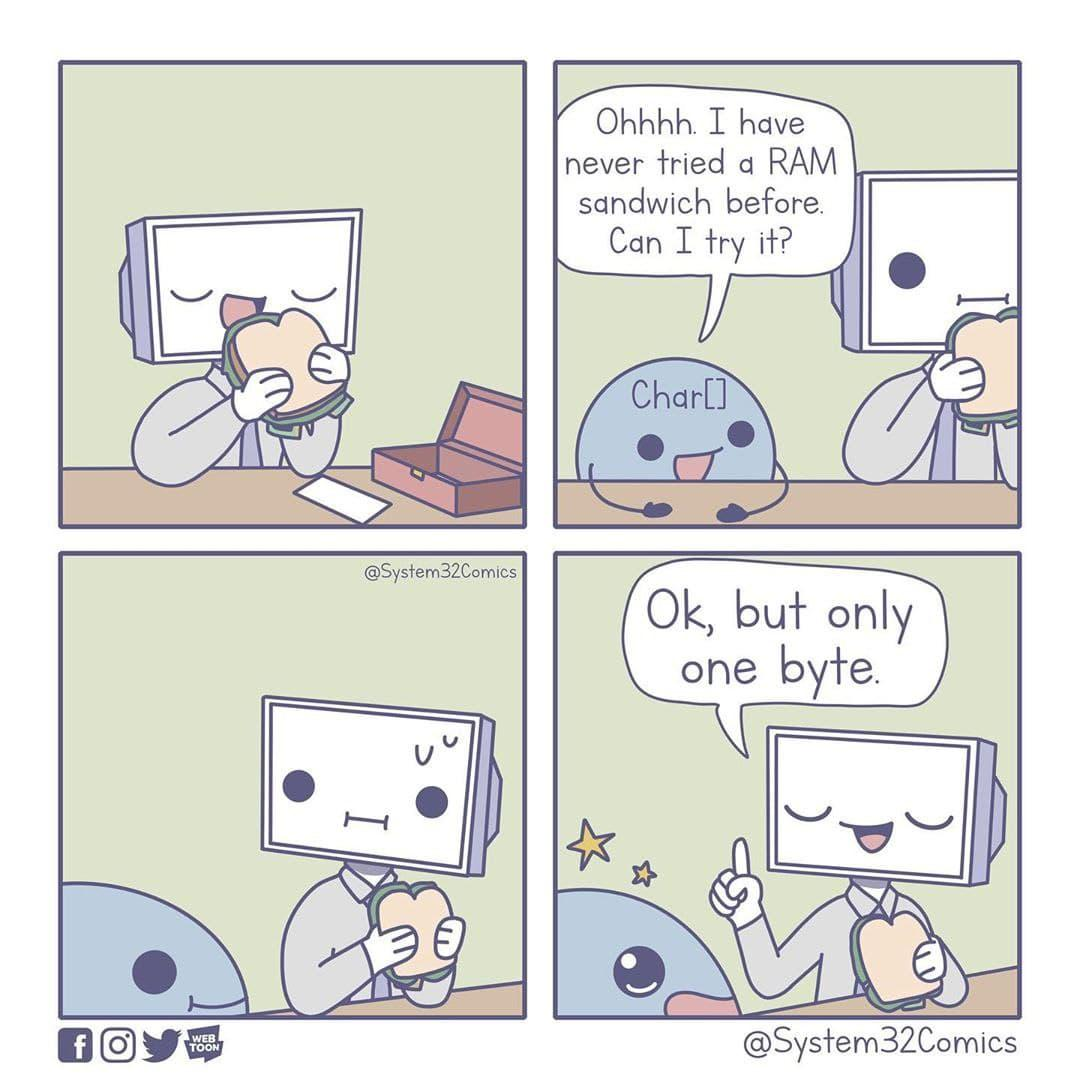 Ohhhh. I have
never tried a RAM
sandwich before.
Can I try it?
Char[]
@System32Comics
Ok, but only
one byte.
f
WEB
TOON
@System32Comics